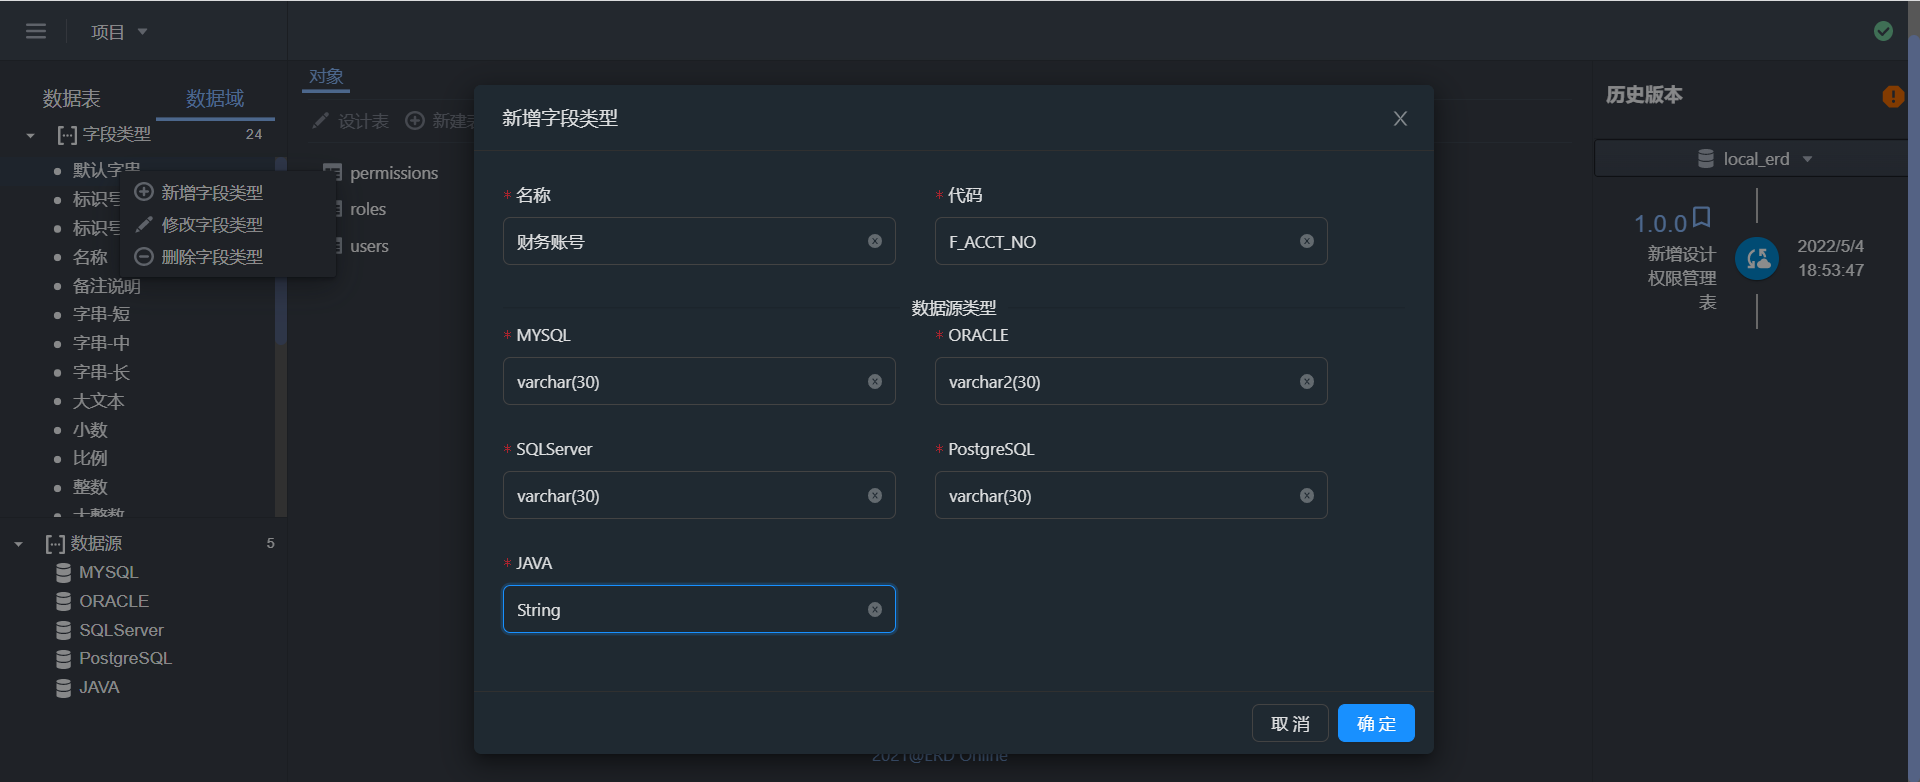 项目
数据表
数据域
字段类型
24
默认字串
标识号
标识号
名称
备注说明
字串-短
字串-中
字串-长
大文本
小数
比例
整数
大整数
新增字段类型
修改字段类型
删除字段类型
数据源
5
MYSQL
ORACLE
SQLServer
PostgreSQL
JAVA
对象
设计表
新建表
permissions
roles
users
新增字段类型
* 名称
* 代码
财务账号
F_ACCT_NO
数据源类型
* MYSQL
* ORACLE
varchar(30)
varchar2(30)
* SQLServer
* PostgreSQL
varchar(30)
varchar(30)
* JAVA
String
取 消
确 定
2021@ERD Online
历史版本
local_erd
1.0.0
新增设计
权限管理
表
2022/5/4
18:53:47